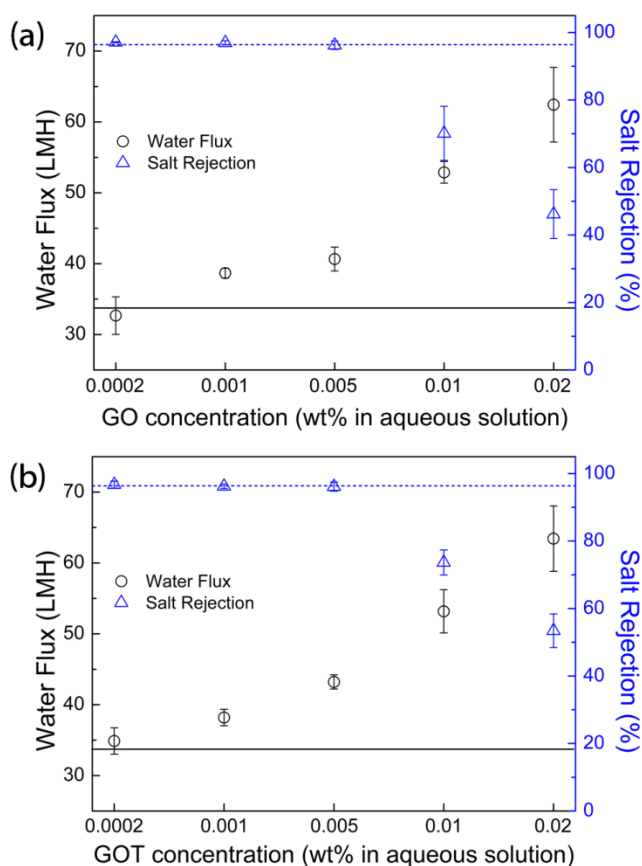 (a)
70
60
50
40
30
Water Flux (LMH)
Water Flux
Salt Rejection
100
80
60
40
20
0
Salt Rejection (%)
0.0002 0.001 0.005 0.01 0.02
GO concentration (wt% in aqueous solution)
(b)
70
60
50
40
30
Water Flux (LMH)
Water Flux
Salt Rejection
100
80
60
40
20
0
Salt Rejection (%)
0.0002 0.001 0.005 0.01 0.02
GOT concentration (wt% in aqueous solution)